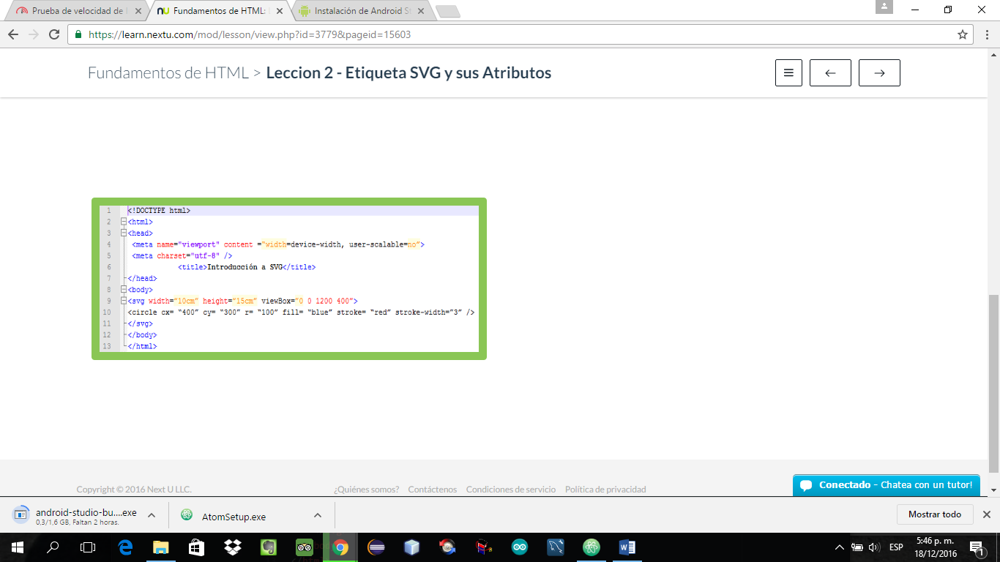 Prueba de velocidad de
Fundamentos de HTML:
Instalación de Android St
https://learn.nextu.com/mod/lesson/view.php?id=3779&pageid=15603
Fundamentos de HTML > Leccion 2 - Etiqueta SVG y sus Atributos
1 <!DOCTYPE html>
2 <html>
3 <head>
4 <meta name="viewport" content ="width=device-width, user-scalable=no”>
5 <meta charset="utf-8" />
6 <title>Introducción a SVG</title>
7 </head>
8 <body>
9 <svg width=“10cm” height=“15cm” viewBox=“0 0 1200 400”>
10 <circle cx= “400” cy= “300” r= “100” fill= “blue” stroke= “red” stroke-width=”3” />
11 </svg>
12 </body>
13 </html>
Copyright © 2016 Next U LLC. ¿Quiénes somos? Contáctenos Condiciones de servicio Política de privacidad
Conectado - Chatea con un tutor!
android-studio-bu....exe
0,3/1,6 GB, Faltan 2 horas.
AtomSetup.exe
Mostrar todo
ESP
5:46 p. m.
18/12/2016
1